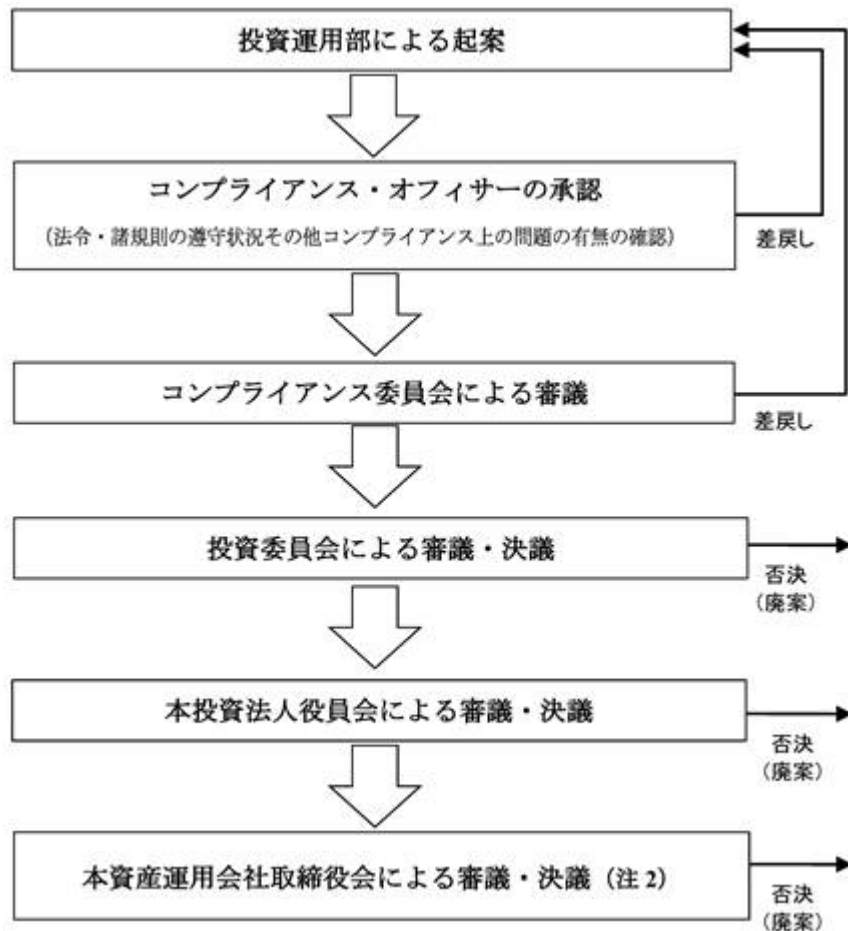 投資運用部による起案
コンプライアンス・オフィサーの承認
（法令・諸規則の遵守状況その他コンプライアンス上の問題の有無の確認）
差戻し
コンプライアンス委員会による審議
差戻し
投資委員会による審議・決議
否決
（廃案）
本投資法人役員会による審議・決議
否決
（廃案）
本資産運用会社取締役会による審議・決議（注 2）
否決
（廃案）